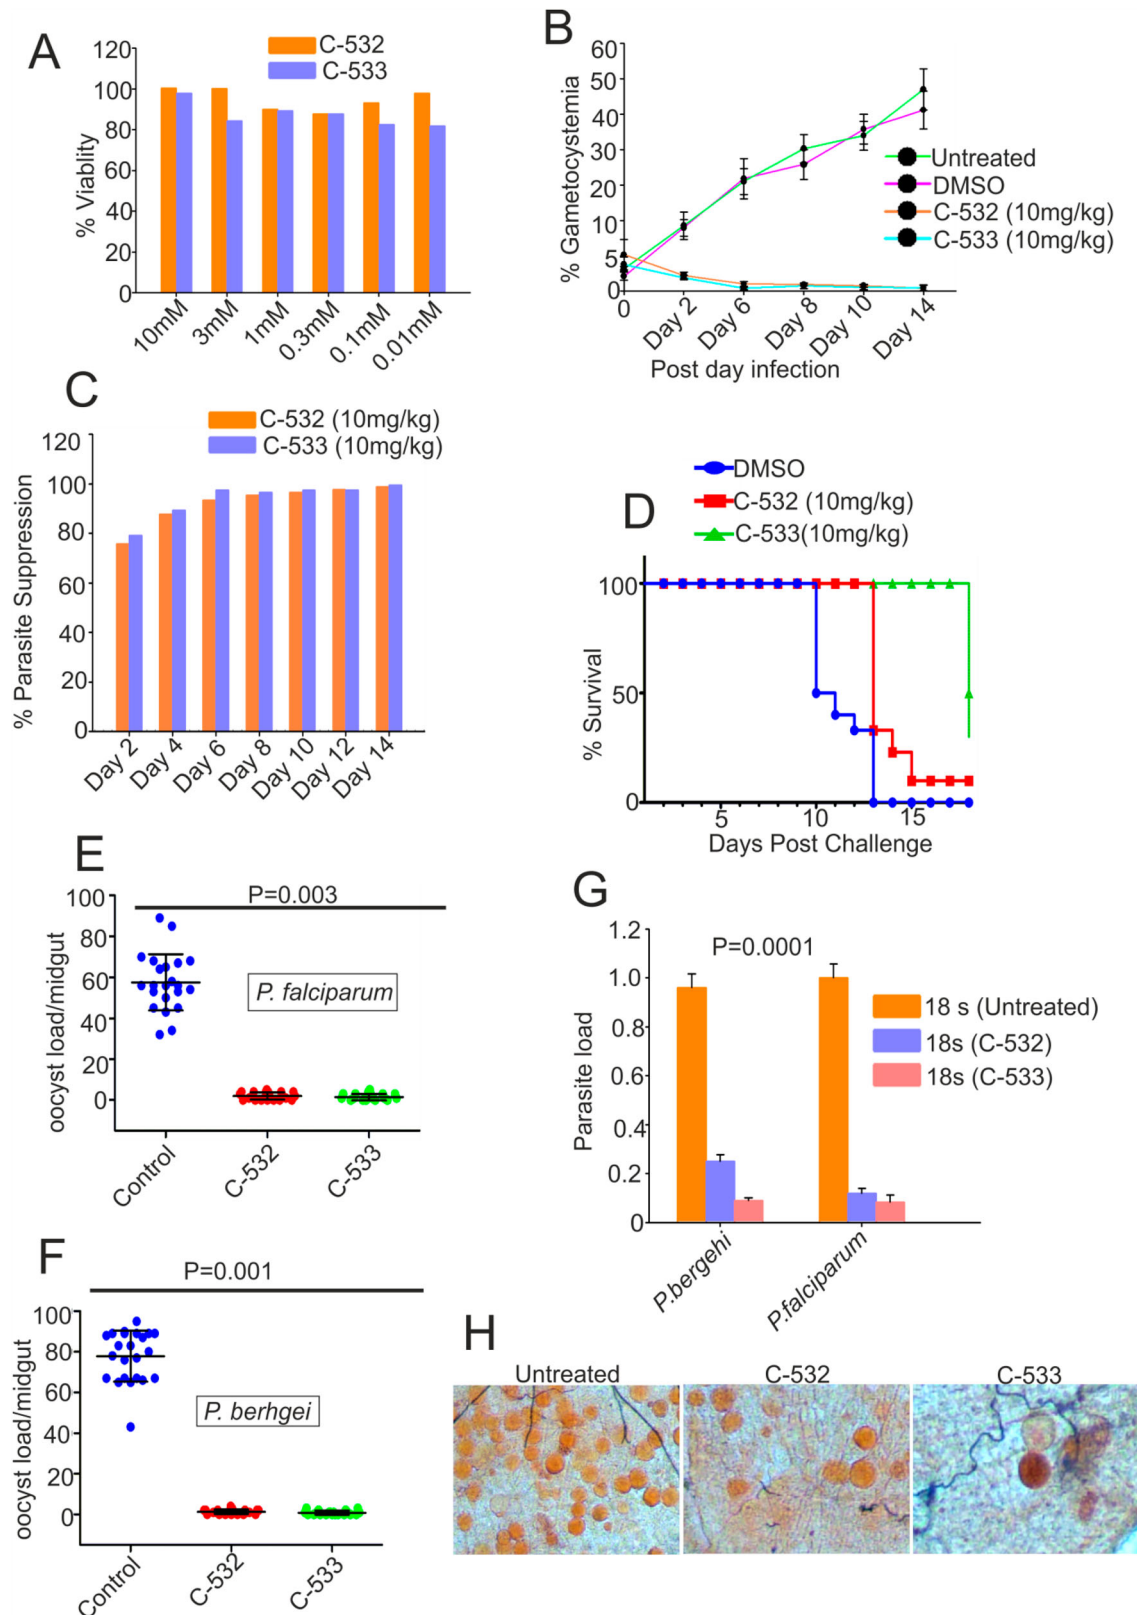 A
C-532
C-533
120
100
80
60
40
20
0
% Viablity
10mM
3mM
1mM
0.3mM
0.1mM
0.01mM
B
60
50
40
30
20
10
5
0
% Gametocystemia
0
Day 2
Day 6
Day 8
Day 10
Day 14
Post day infection
Untreated
DMSO
C-532 (10mg/kg)
C-533 (10mg/kg)
C
C-532 (10mg/kg)
C-533 (10mg/kg)
120
100
80
60
40
20
0
% Parasite Suppression
Day 2
Day 4
Day 6
Day 8
Day 10
Day 12
Day 14
D
DMSO
C-532 (10mg/kg)
C-533(10mg/kg)
100
50
0
% Survival
5
10
15
Days Post Challenge
E
P=0.003
100
80
60
40
20
0
oocyst load/midgut
P. falciparum
Control
C-532
C-533
G
1.2
1.0
0.8
0.6
0.4
0.2
0
Parasite load
P=0.0001
18 s (Untreated)
18s (C-532)
18s (C-533)
P.bergehi
P.falciparum
F
P=0.001
100
80
60
40
20
0
oocyst load/midgut
P. berhgei
Control
C-532
C-533
H
Untreated
C-532
C-533